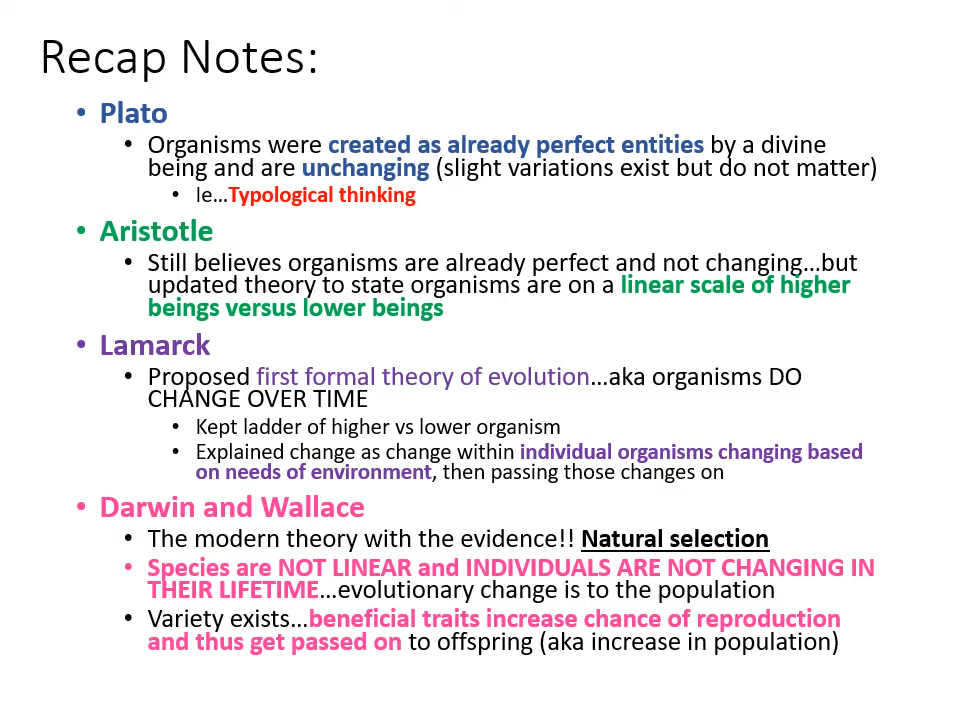 Recap Notes:
• Plato
• Organisms were created as already perfect entities by a divine
being and are unchanging (slight variations exist but do not matter)
• Ie…Typological thinking
• Aristotle
• Still believes organisms are already perfect and not changing…but
updated theory to state organisms are on a linear scale of higher
beings versus lower beings
• Lamarck
• Proposed first formal theory of evolution…aka organisms DO
CHANGE OVER TIME
• Kept ladder of higher vs lower organism
• Explained change as change within individual organisms changing based
on needs of environment, then passing those changes on
• Darwin and Wallace
• The modern theory with the evidence!! Natural selection
• Species are NOT LINEAR and INDIVIDUALS ARE NOT CHANGING IN
THEIR LIFETIME…evolutionary change is to the population
• Variety exists…beneficial traits increase chance of reproduction
and thus get passed on to offspring (aka increase in population)